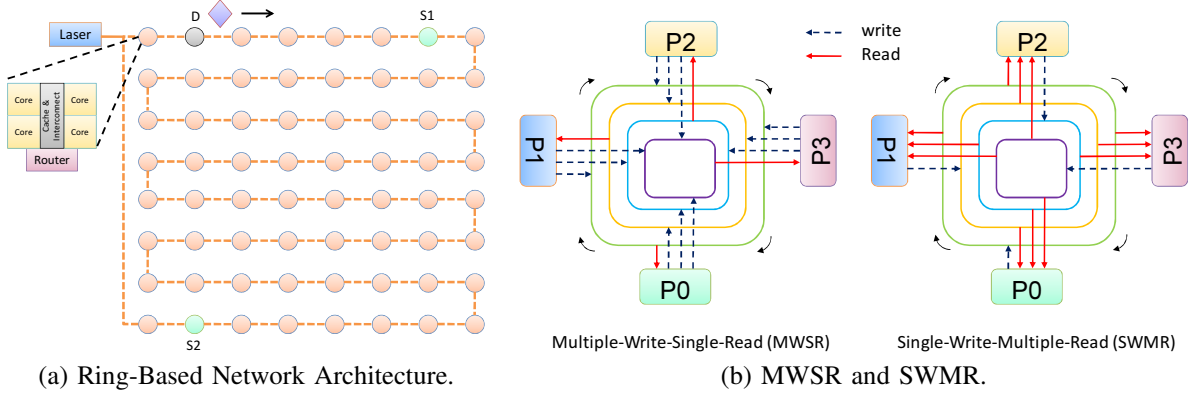 Laser
D
S1
Core
Cache &
Interconnect
Core
Core
Core
Router
S2
(a) Ring-Based Network Architecture.
P2
P1
P3
P0
write
Read
Multiple-Write-Single-Read (MWSR)
P2
P1
P3
P0
Single-Write-Multiple-Read (SWMR)
(b) MWSR and SWMR.